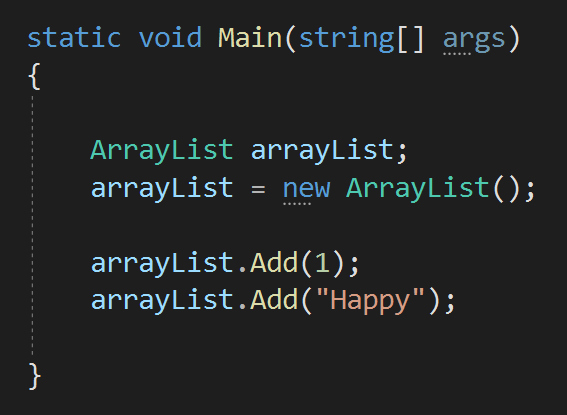 static void Main(string[] args)
{
ArrayList arrayList;
arrayList = new ArrayList();
arrayList.Add(1);
arrayList.Add("Happy");
}